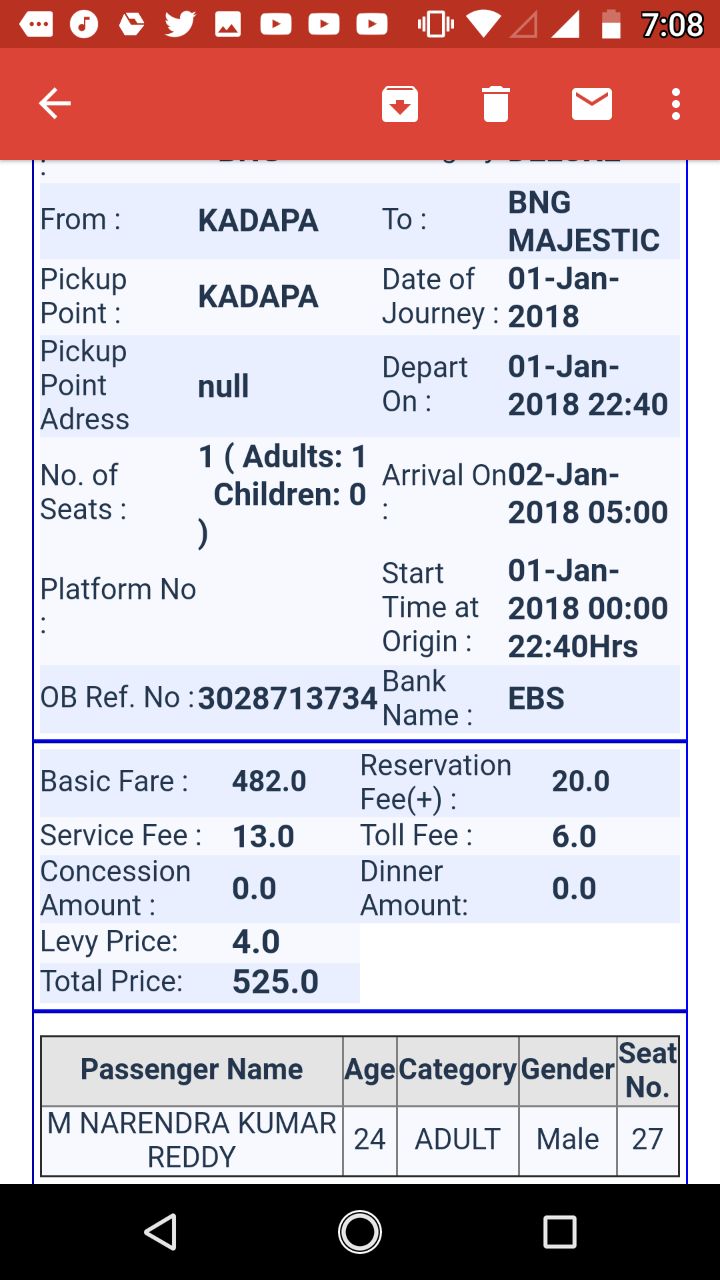 7:08
From : KADAPA To : BNG MAJESTIC
Pickup Point : KADAPA Date of Journey : 01-Jan-2018
Pickup Point Adress null Depart On : 01-Jan-2018 22:40
No. of Seats : 1 ( Adults: 1 Children: 0 ) Arrival On : 02-Jan-2018 05:00
Platform No : Start Time at Origin : 01-Jan-2018 00:00 22:40Hrs
OB Ref. No : 3028713734 Bank Name : EBS
Basic Fare : 482.0 Reservation Fee(+) : 20.0
Service Fee : 13.0 Toll Fee : 6.0
Concession Amount : 0.0 Dinner Amount: 0.0
Levy Price: 4.0
Total Price: 525.0
Passenger Name Age Category Gender Seat No.
M NARENDRA KUMAR REDDY 24 ADULT Male 27